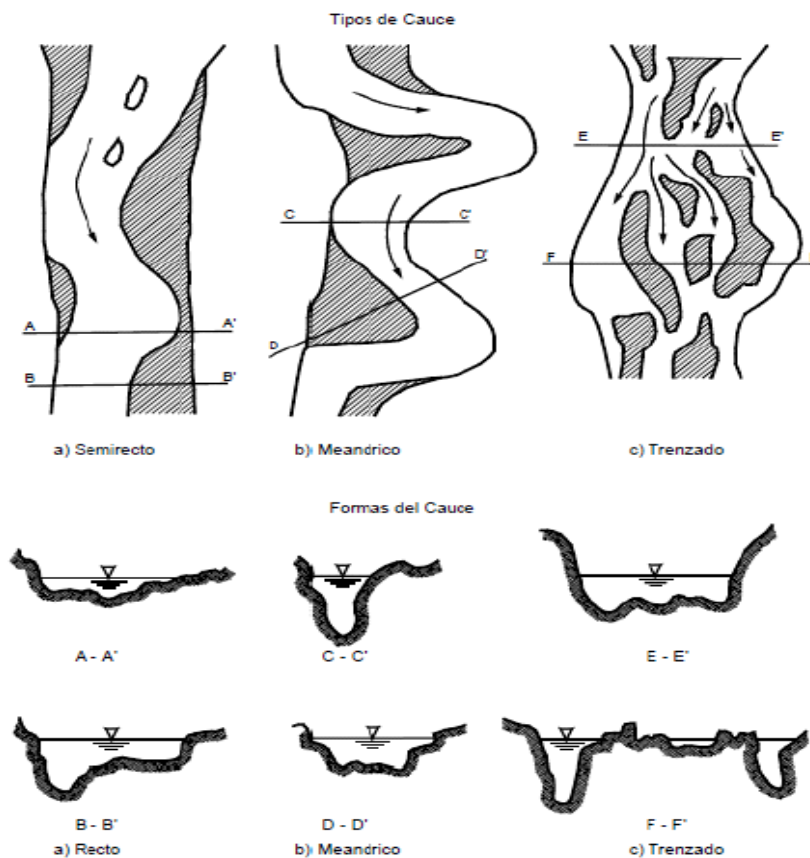 Tipos de Cauce
E E'
C C'
D'
F
A A'
D
B B'
a) Semirecto b) Meandrico c) Trenzado
Formas del Cauce
A - A' C - C' E - E'
B - B' D - D' F - F'
a) Recto b) Meandrico c) Trenzado